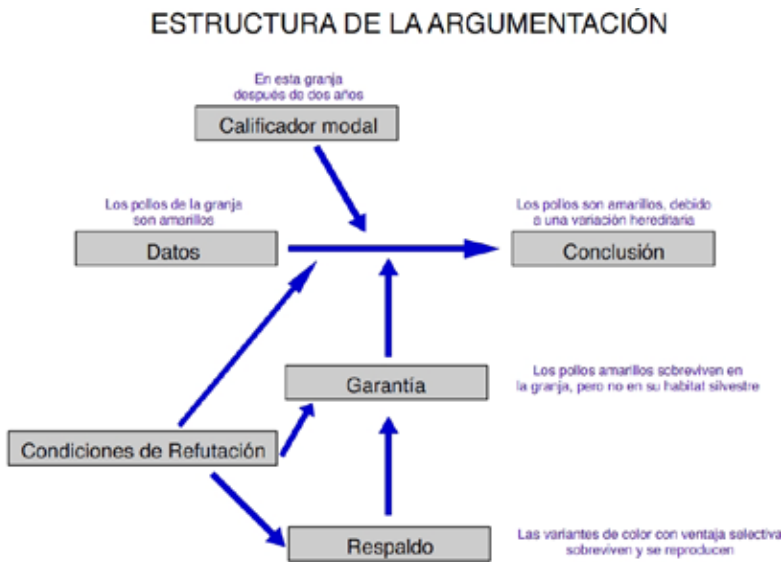 ESTRUCTURA DE LA ARGUMENTACIÓN
En esta granja
después de dos años
Calificador modal
Los pollos de la granja
son amarillos
Datos
Los pollos son amarillos, debido
a una variación hereditaria
Conclusión
Garantía
Los pollos amarillos sobreviven en
la granja, pero no en su habitat silvestre
Condiciones de Refutación
Respaldo
Las variantes de color con ventaja selectiva
sobreviven y se reproducen